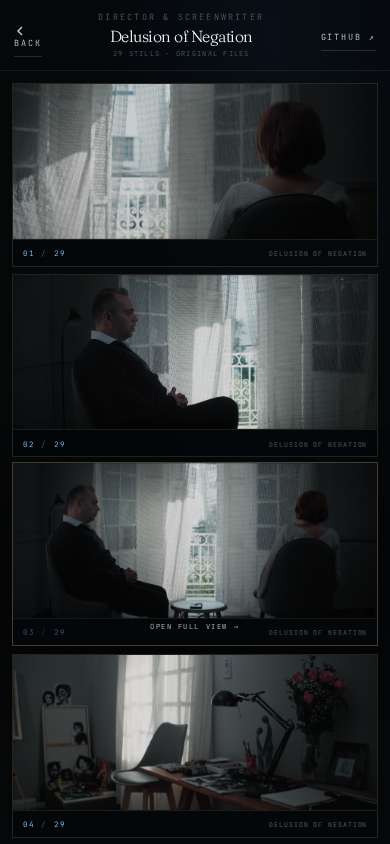 DIRECTOR & SCREENWRITER
BACK
Delusion of Negation
GITHUB ↗
29 STILLS · ORIGINAL FILES
01 / 29
DELUSION OF NEGATION
02 / 29
DELUSION OF NEGATION
OPEN FULL VIEW →
03 / 29
DELUSION OF NEGATION
04 / 29
DELUSION OF NEGATION